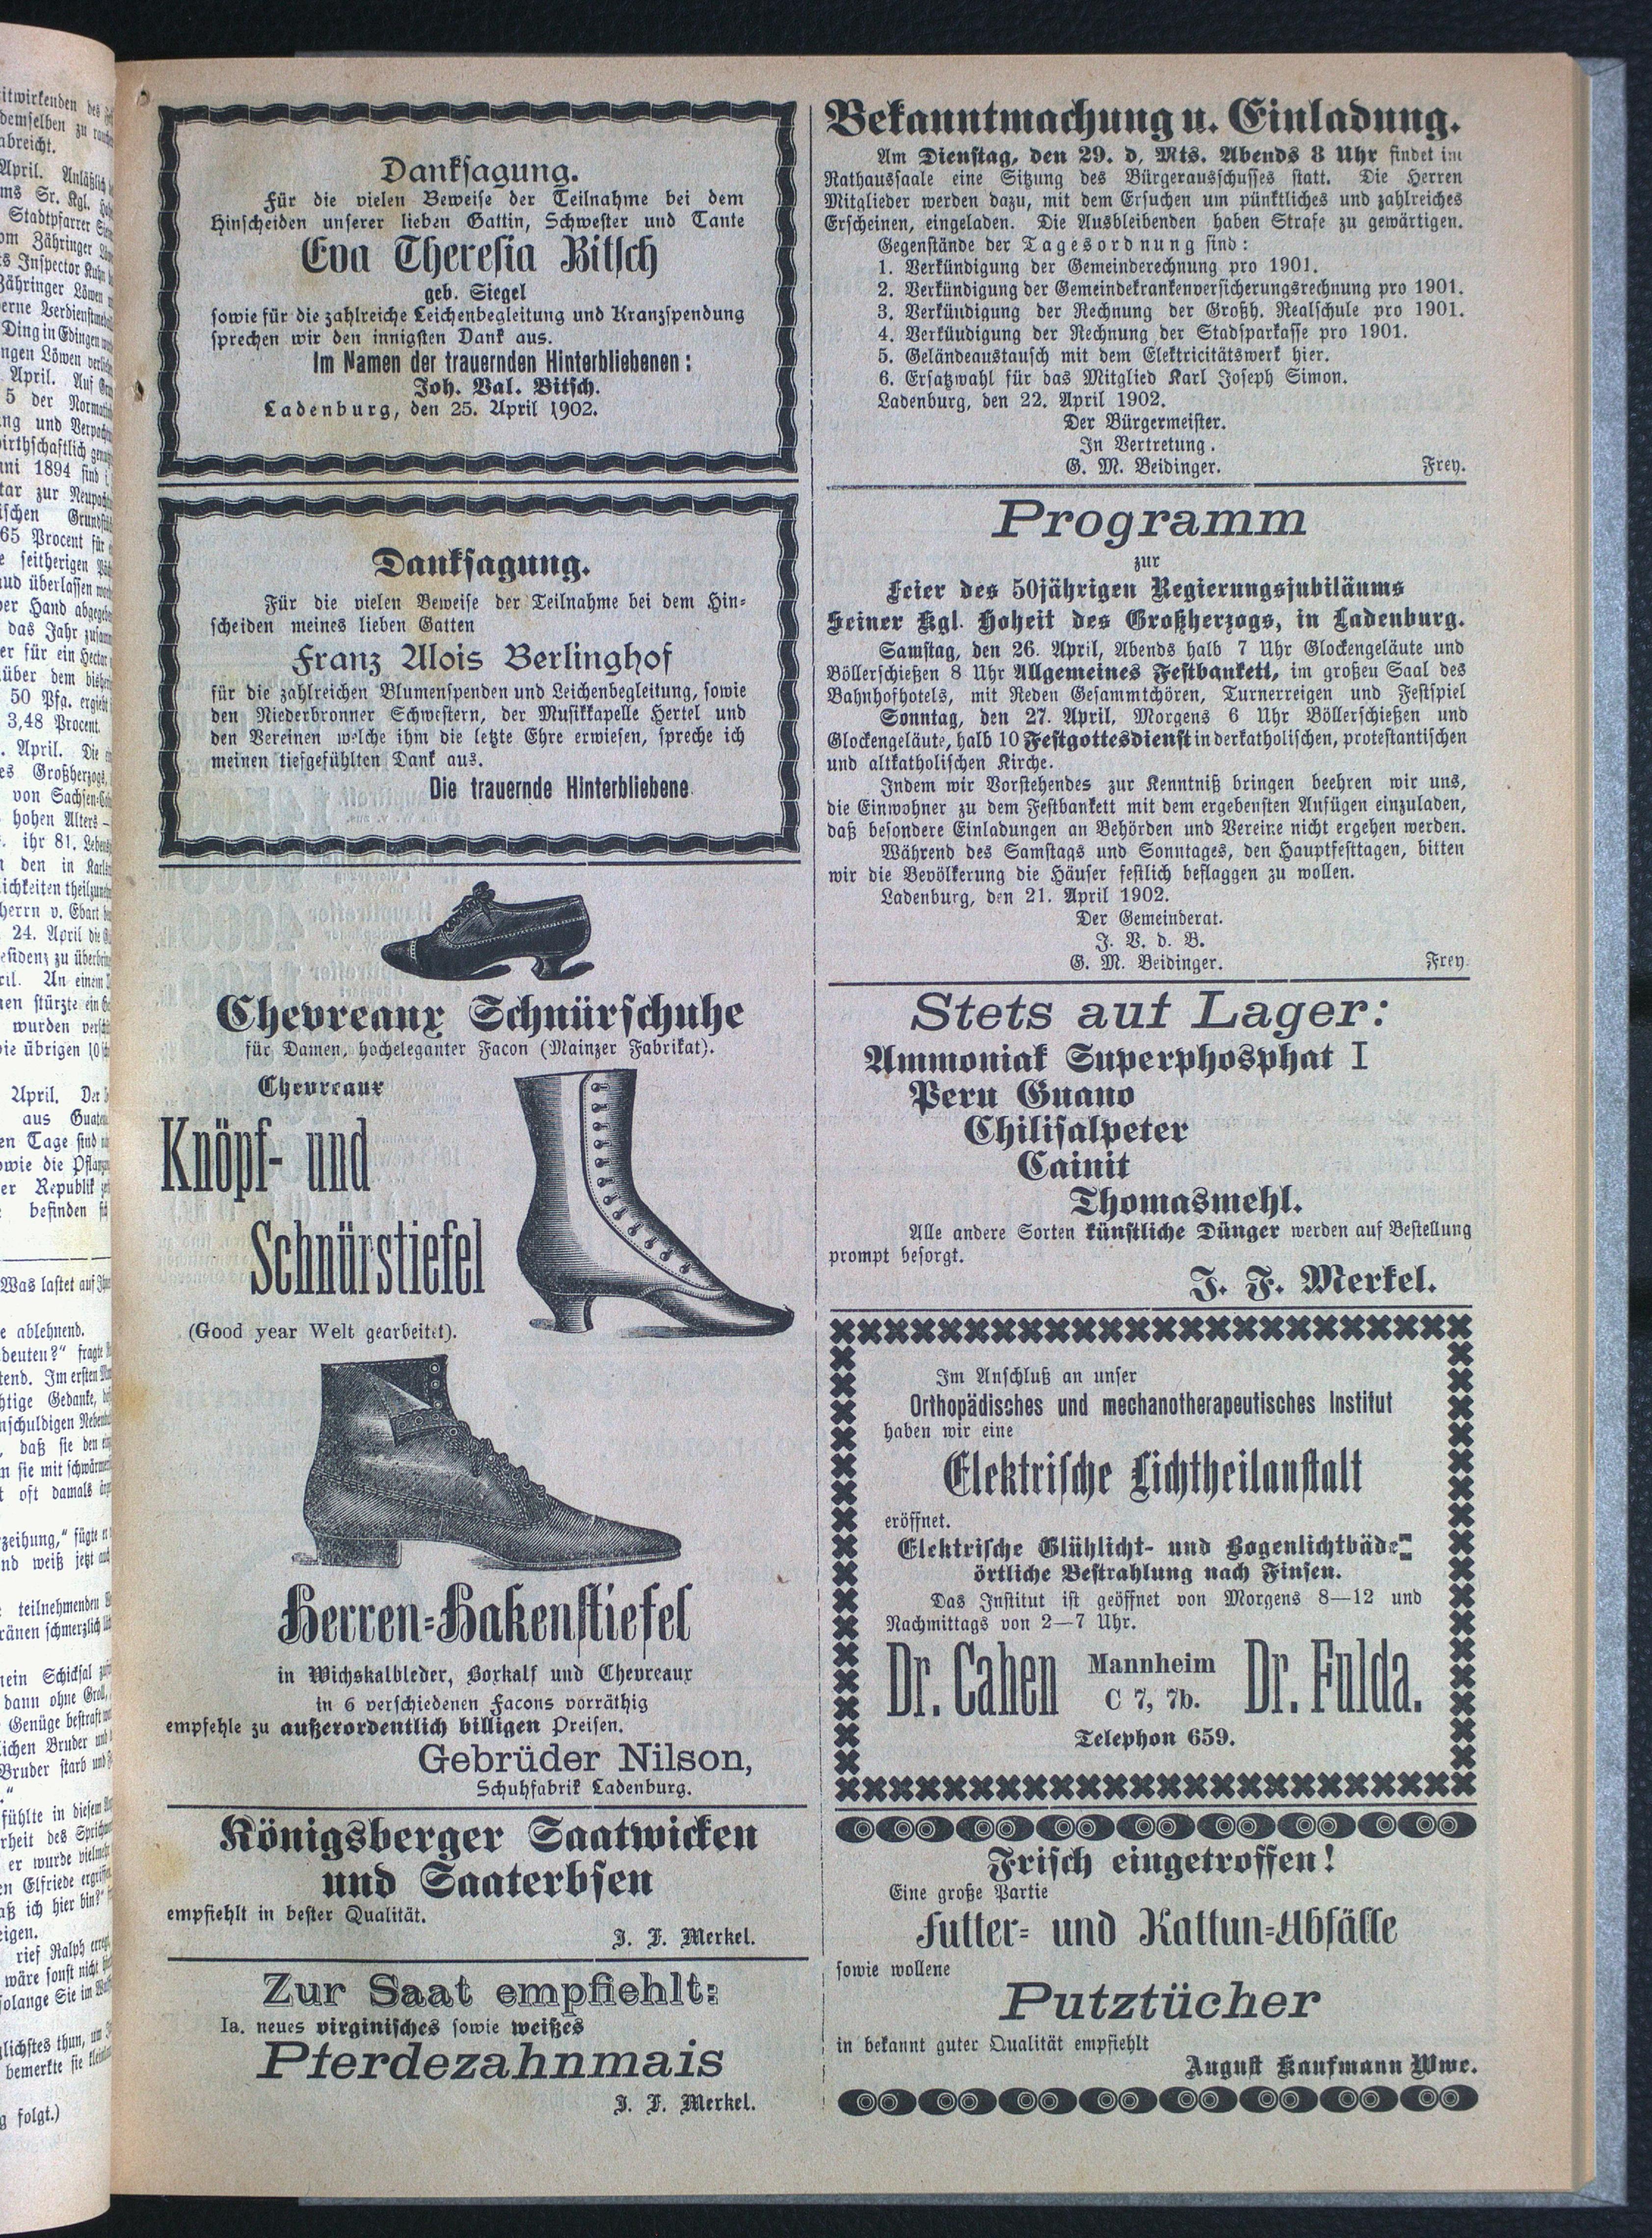 Danksagung.
Für die vielen Beweise der Teilnahme bei dem
Hinscheiden unserer lieben Gattin, Schwester und Tante
Eva Theresia Bitsch
geb. Siegel
sowie für die zahlreiche Leichenbegleitung und Kranzspendung
sprechen wir den innigsten Dank aus.
Im Namen der trauernden Hinterbliebenen:
Joh. Val. Bitsch.
Ladenburg, den 25. April 1902.
Danksagung.
Für die vielen Beweise der Teilnahme bei dem Hin-
scheiden meines lieben Gatten
Franz Alois Berlinghof
für die zahlreichen Blumenspenden und Leichenbegleitung, sowie
den Niederbronner Schwestern, der Musikkapelle Hertel und
den Vereinen welche ihm die letzte Ehre erwiesen, spreche ich
meinen tiefgefühlten Dank aus.
Die trauernde Hinterbliebene
Chevreaux Schnürschuhe
für Damen, hocheleganter Facon (Mainzer Fabrikat).
Chevreaux
Knöpf- und
Schnürstiefel
(Good year Welt gearbeitet).
Herren-Hakenstiefel
in Wichskalbleder, Boxkalf und Chevreaux
in 6 verschiedenen Facons vorräthig
empfehle zu außerordentlich billigen Preisen.
Gebrüder Nilson,
Schuhfabrik Ladenburg.
Königsberger Saatwicken
und Saaterbsen
empfiehlt in bester Qualität.
J. F. Merkel.
Zur Saat empfiehlt:
Ia. neues virginisches sowie weißes
Pferdezahnmais
J. F. Merkel.
Bekanntmachung u. Einladung.
Am Dienstag, den 29. d, Mts. Abends 8 Uhr findet im
Rathaussaale eine Sitzung des Bürgerausschusses statt. Die Herren
Mitglieder werden dazu, mit dem Ersuchen um pünktliches und zahlreiches
Erscheinen, eingeladen. Die Ausbleibenden haben Strafe zu gewärtigen.
Gegenstände der Tagesordnung sind:
1. Verkündigung der Gemeinderechnung pro 1901.
2. Verkündigung der Gemeindekrankenversicherungsrechnung pro 1901.
3. Verkündigung der Rechnung der Großh. Realschule pro 1901.
4. Verküudigung der Rechnung der Stadsparkasse pro 1901.
5. Geländeaustausch mit dem Elektricitätswerk hier.
6. Ersatzwahl für das Mitglied Karl Joseph Simon.
Ladenburg, den 22. April 1902.
Der Bürgermeister.
In Vertretung.
G. M. Beidinger. Frey.
Programm
zur
Feier des 50jährigen Regierungsjubiläums
Seiner Kgl. Hoheit des Großherzogs, in Ladenburg.
Samstag, den 26. April, Abends halb 7 Uhr Glockengeläute und
Böllerschießen 8 Uhr Allgemeines Festbankett, im großen Saal des
Bahnhofhotels, mit Reden Gesammtchören, Turnerreigen und Festspiel
Sonntag, den 27. April, Morgens 6 Uhr Böllerschießen und
Glockengeläute, halb 10 Festgottesdienst in der katholischen, protestantischen
und altkatholischen Kirche.
Indem wir Vorstehendes zur Kenntniß bringen beehren wir uns,
die Einwohner zu dem Festbankett mit dem ergebensten Anfügen einzuladen,
daß besondere Einladungen an Behörden und Vereine nicht ergehen werden.
Während des Samstags und Sonntages, den Hauptfesttagen, bitten
wir die Bevölkerung die Häuser festlich beflaggen zu wollen.
Ladenburg, den 21. April 1902.
Der Gemeinderat.
J. V. d. B.
G. M. Beidinger. Frey.
Stets auf Lager:
Ammoniak Superphosphat I
Peru Guano
Chilisalpeter
Cainit
Thomasmehl.
Alle andere Sorten künstliche Dünger werden auf Bestellung
prompt besorgt.
J. F. Merkel.
Im Anschluß an unser
Orthopädisches und mechanotherapeutisches Institut
haben wir eine
Elektrische Lichtheilanstalt
eröffnet.
Elektrische Glühlicht- und Bogenlichtbäde
örtliche Bestrahlung nach Finsen.
Das Institut ist geöffnet von Morgens 8—12 und
Nachmittags von 2—7 Uhr.
Dr. Cahen Mannheim Dr. Fulda.
C 7, 7b.
Telephon 659.
Frisch eingetroffen!
Eine große Partie
Futter- und Kattun-Abfälle
sowie wollene
Putztücher
in bekannt guter Qualität empfiehlt
August Kaufmann Wwe.